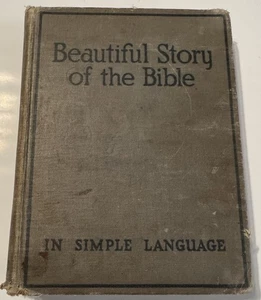 Beautiful Story
of the Bible
IN SIMPLE LANGUAGE